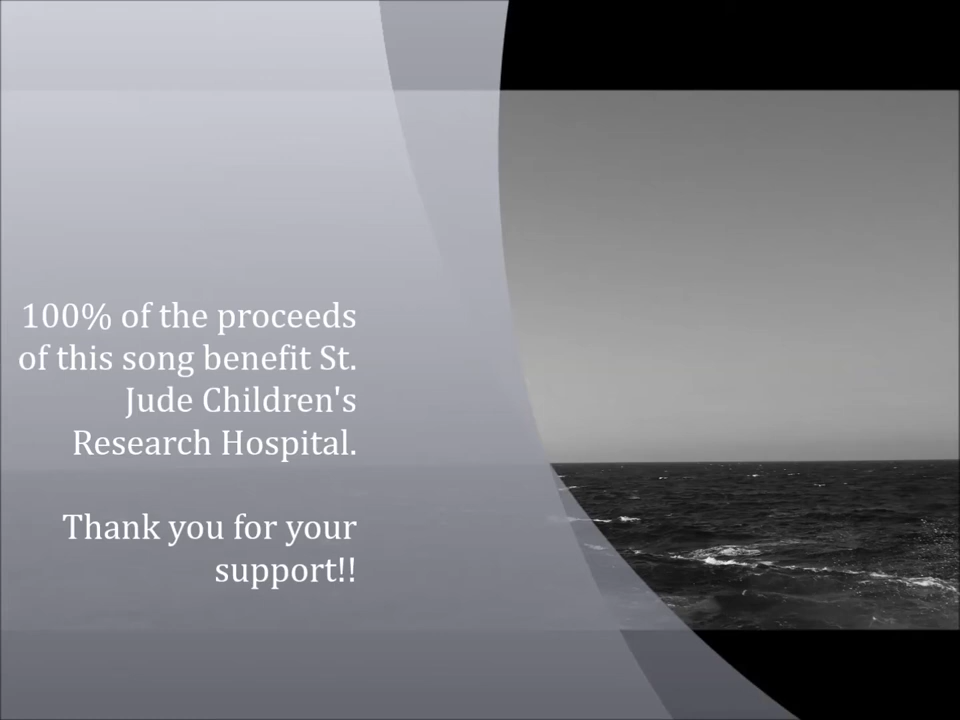 100% of the proceeds
of this song benefit St.
Jude Children's
Research Hospital.
Thank you for your
support!!